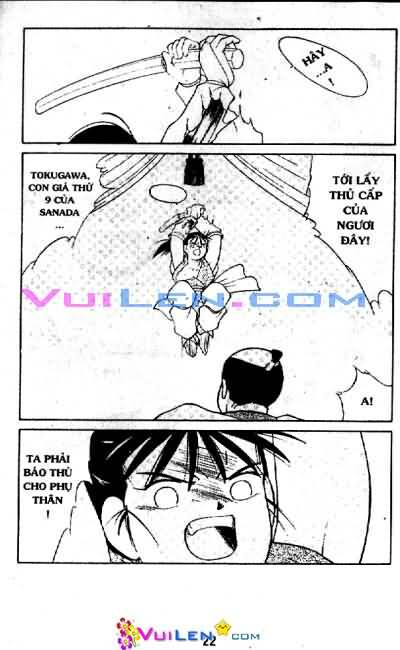 HÂY
...A
!
TỚI LẤY
THỦ CẤP
CỦA
NGƯƠI
ĐÂY!
TOKUGAWA,
CON GIÁ THỨ
9 CỦA
SANADA
...
A!
VUILEN.COM
TA PHẢI
BÁO THÙ
CHO PHỤ
THÂN
!
VUILEN
.COM
22